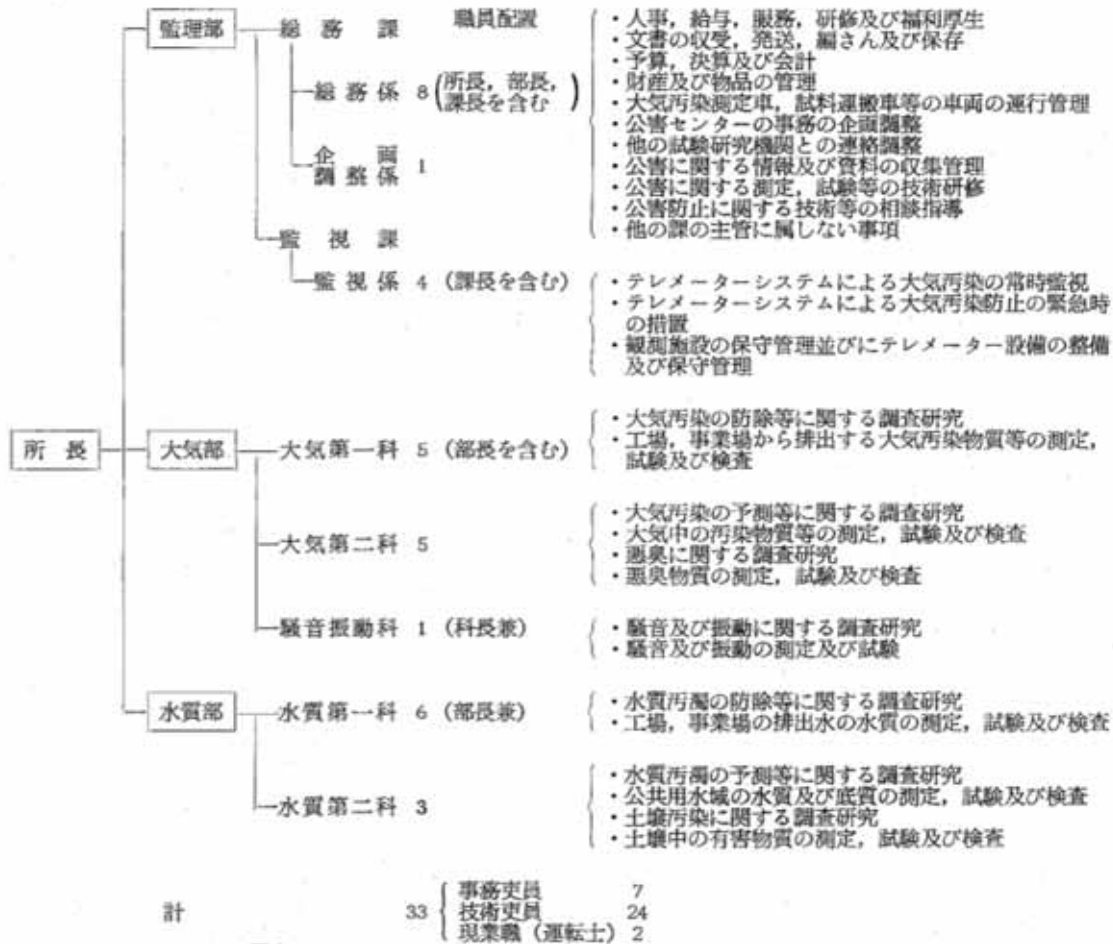 職員配置
監理部
総務課
総務係 8 (所長，部長，課長を含む)
・人事，給与，服務，研修及び福利厚生
・文書の収受，発送，編さん及び保存
・予算，決算及び会計
・財産及び物品の管理
・大気汚染測定車，試料運搬車等の車両の運行管理
・公害センターの事務の企画調整
・他の試験研究機関との連絡調整
・公害に関する情報及び資料の収集管理
・公害に関する測定，試験等の技術研修
・公害防止に関する技術等の相談指導
・他の課の主管に属しない事項
企画
調整係 1
監視課
監視係 4 (課長を含む)
・テレメーターシステムによる大気汚染の常時監視
・テレメーターシステムによる大気汚染防止の緊急時
の措置
・観測施設の保守管理並びにテレメーター設備の整備
及び保守管理
所長
大気部
大気第一科 5 (部長を含む)
・大気汚染の防除等に関する調査研究
・工場，事業場から排出する大気汚染物質等の測定，
試験及び検査
大気第二科 5
・大気汚染の予測等に関する調査研究
・大気中の汚染物質等の測定，試験及び検査
・悪臭に関する調査研究
・悪臭物質の測定，試験及び検査
騒音振動科 1 (科長兼)
・騒音及び振動に関する調査研究
・騒音及び振動の測定及び試験
水質部
水質第一科 6 (部長兼)
・水質汚濁の防除等に関する調査研究
・工場，事業場の排出水の水質の測定，試験及び検査
水質第二科 3
・水質汚濁の予測等に関する調査研究
・公共用水域の水質及び底質の測定，試験及び検査
・土壌汚染に関する調査研究
・土壌中の有害物質の測定，試験及び検査
計 33
事務吏員 7
技術吏員 24
現業職（運転士） 2